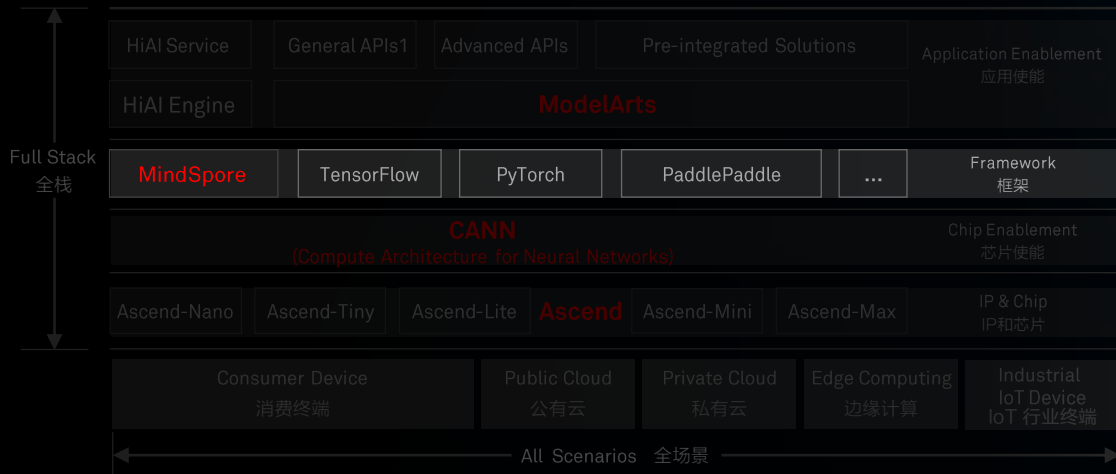 HiAI Service
General APIs1
Advanced APIs
Pre-integrated Solutions
Application Enablement
应用使能
HiAI Engine
ModelArts
Full Stack
全栈
MindSpore
TensorFlow
PyTorch
PaddlePaddle
...
Framework
框架
CANN
(Compute Architecture for Neural Networks)
Chip Enablement
芯片使能
Ascend-Nano
Ascend-Tiny
Ascend-Lite
Ascend
Ascend-Mini
Ascend-Max
IP & Chip
IP和芯片
Consumer Device
消费终端
Public Cloud
公有云
Private Cloud
私有云
Edge Computing
边缘计算
Industrial
IoT Device
IoT 行业终端
All Scenarios 全场景